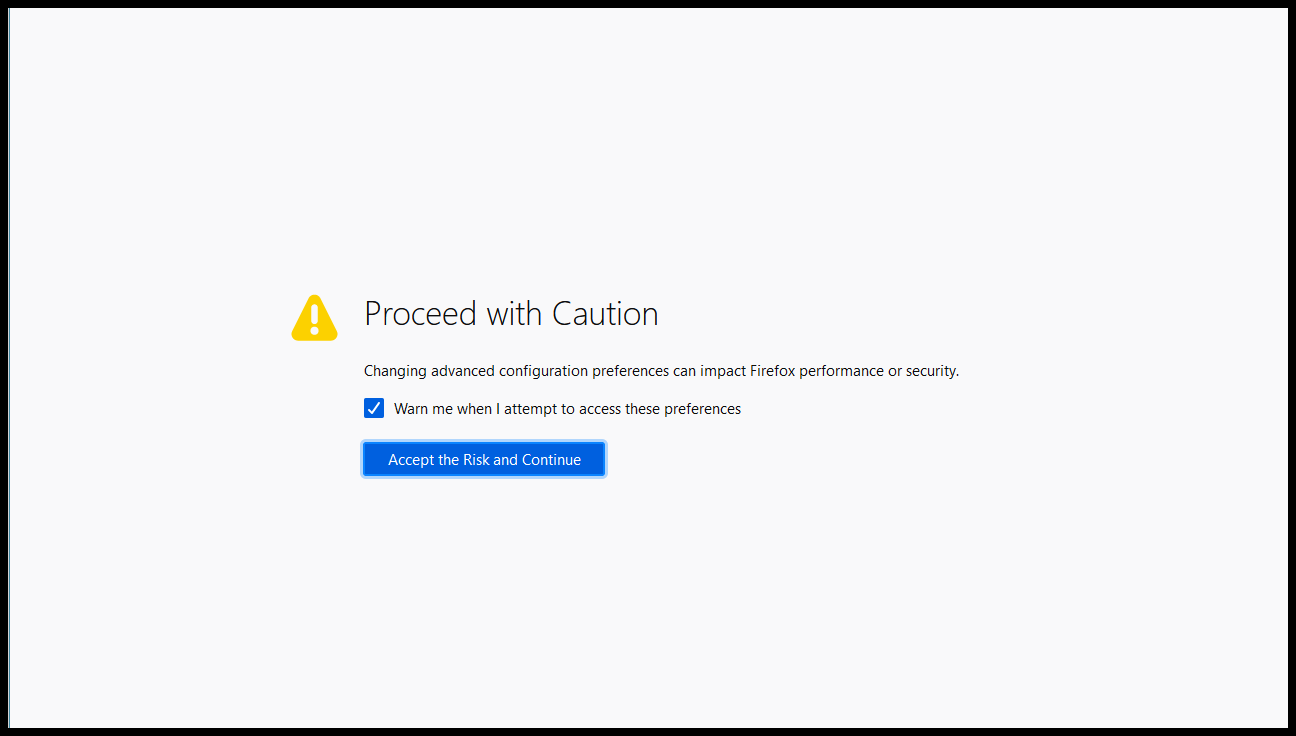 Proceed with Caution
Changing advanced configuration preferences can impact Firefox performance or security.
Warn me when I attempt to access these preferences
Accept the Risk and Continue